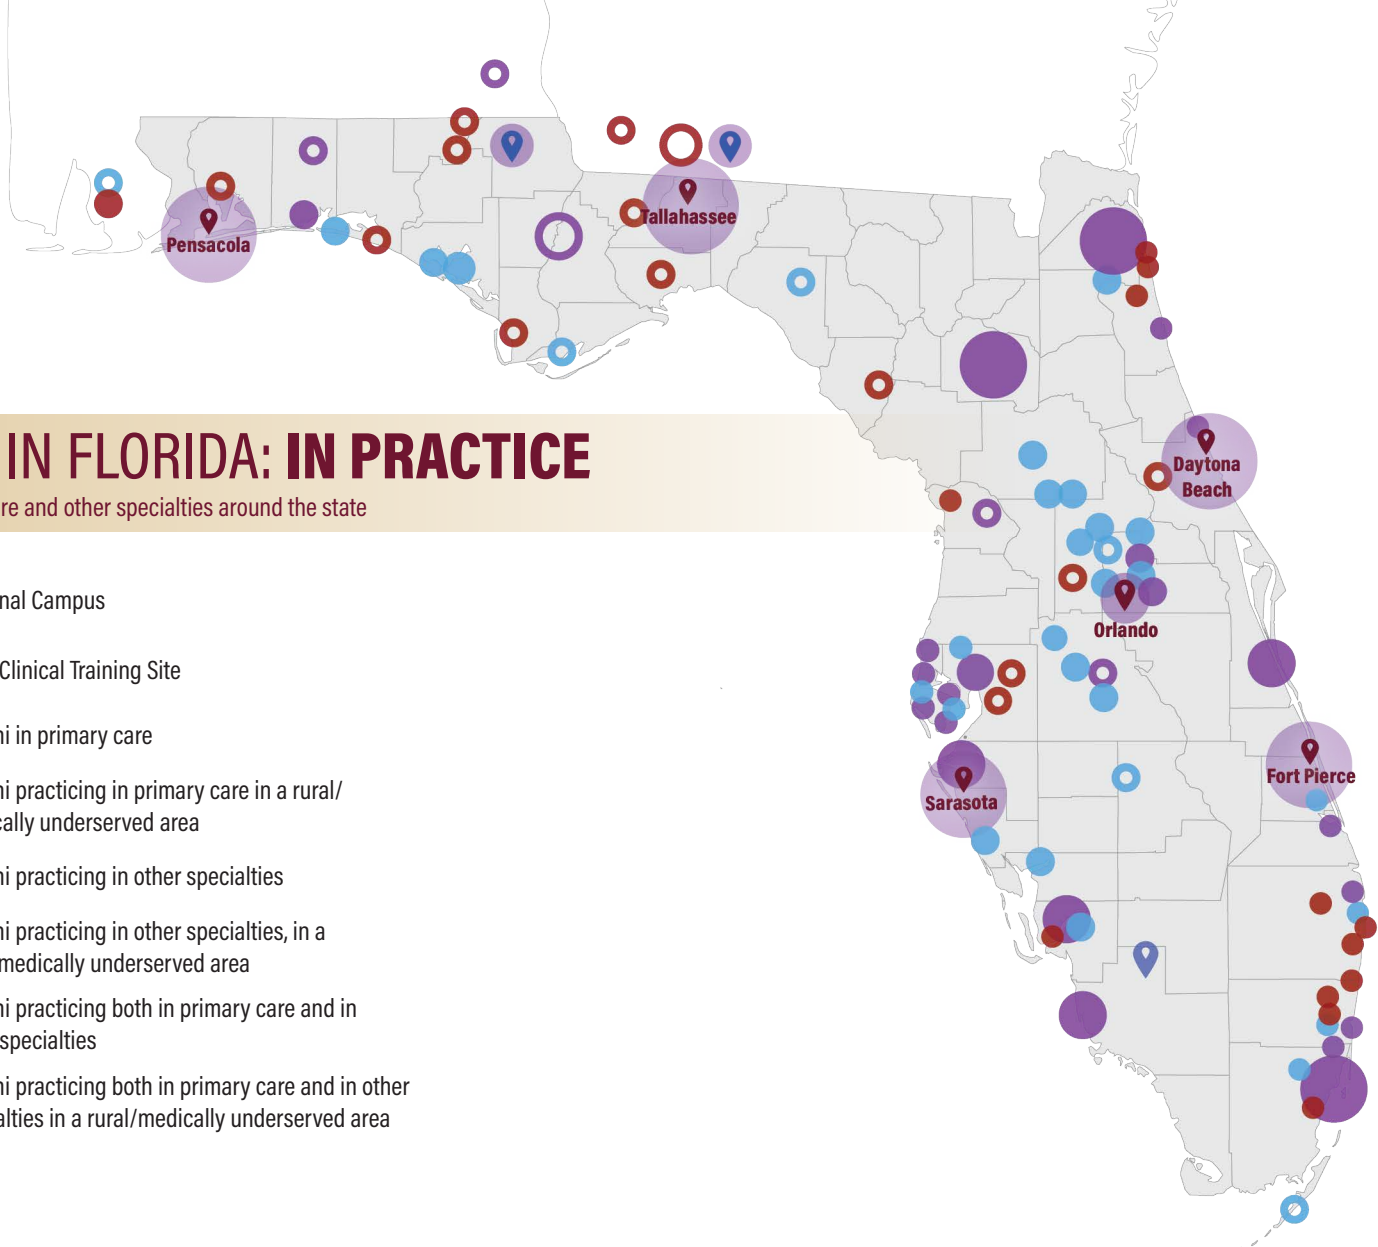 Tallahassee
Pensacola
IN FLORIDA: IN PRACTICE
re and other specialties around the state
Daytona
Beach
nal Campus
Orlando
Clinical Training Site
ni in primary care
Fort Pierce
ni practicing in primary care in a rural/
cally underserved area
Sarasota
ni practicing in other specialties
ni practicing in other specialties, in a
medically underserved area
ni practicing both in primary care and in
specialties
ni practicing both in primary care and in other
alties in a rural/medically underserved area